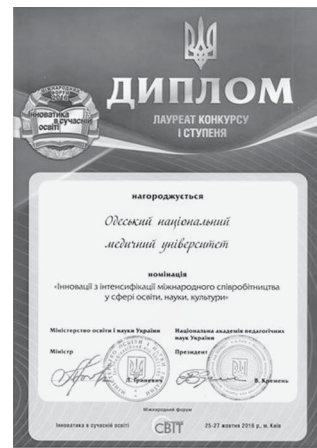 МІЖНАРОДНИЙ
ФОРУМ
Інноватика
в сучасній
освіті
ДИПЛОМ
ЛАУРЕАТ КОНКУРСУ
І СТУПЕНЯ
нагороджується
Одеський національний
медичний університет
номінація
«Інновації з інтенсифікації міжнародного співробітництва
у сфері освіти, науки, культури»
Міністерство освіти і науки України
Національна академія педагогічних
наук України
Міністр
Л. Гриневич
Президент
В. Кремень
Інноватика в сучасній освіті
Міжнародний форум
СВІТ
25-27 жовтня 2016 р., м. Київ